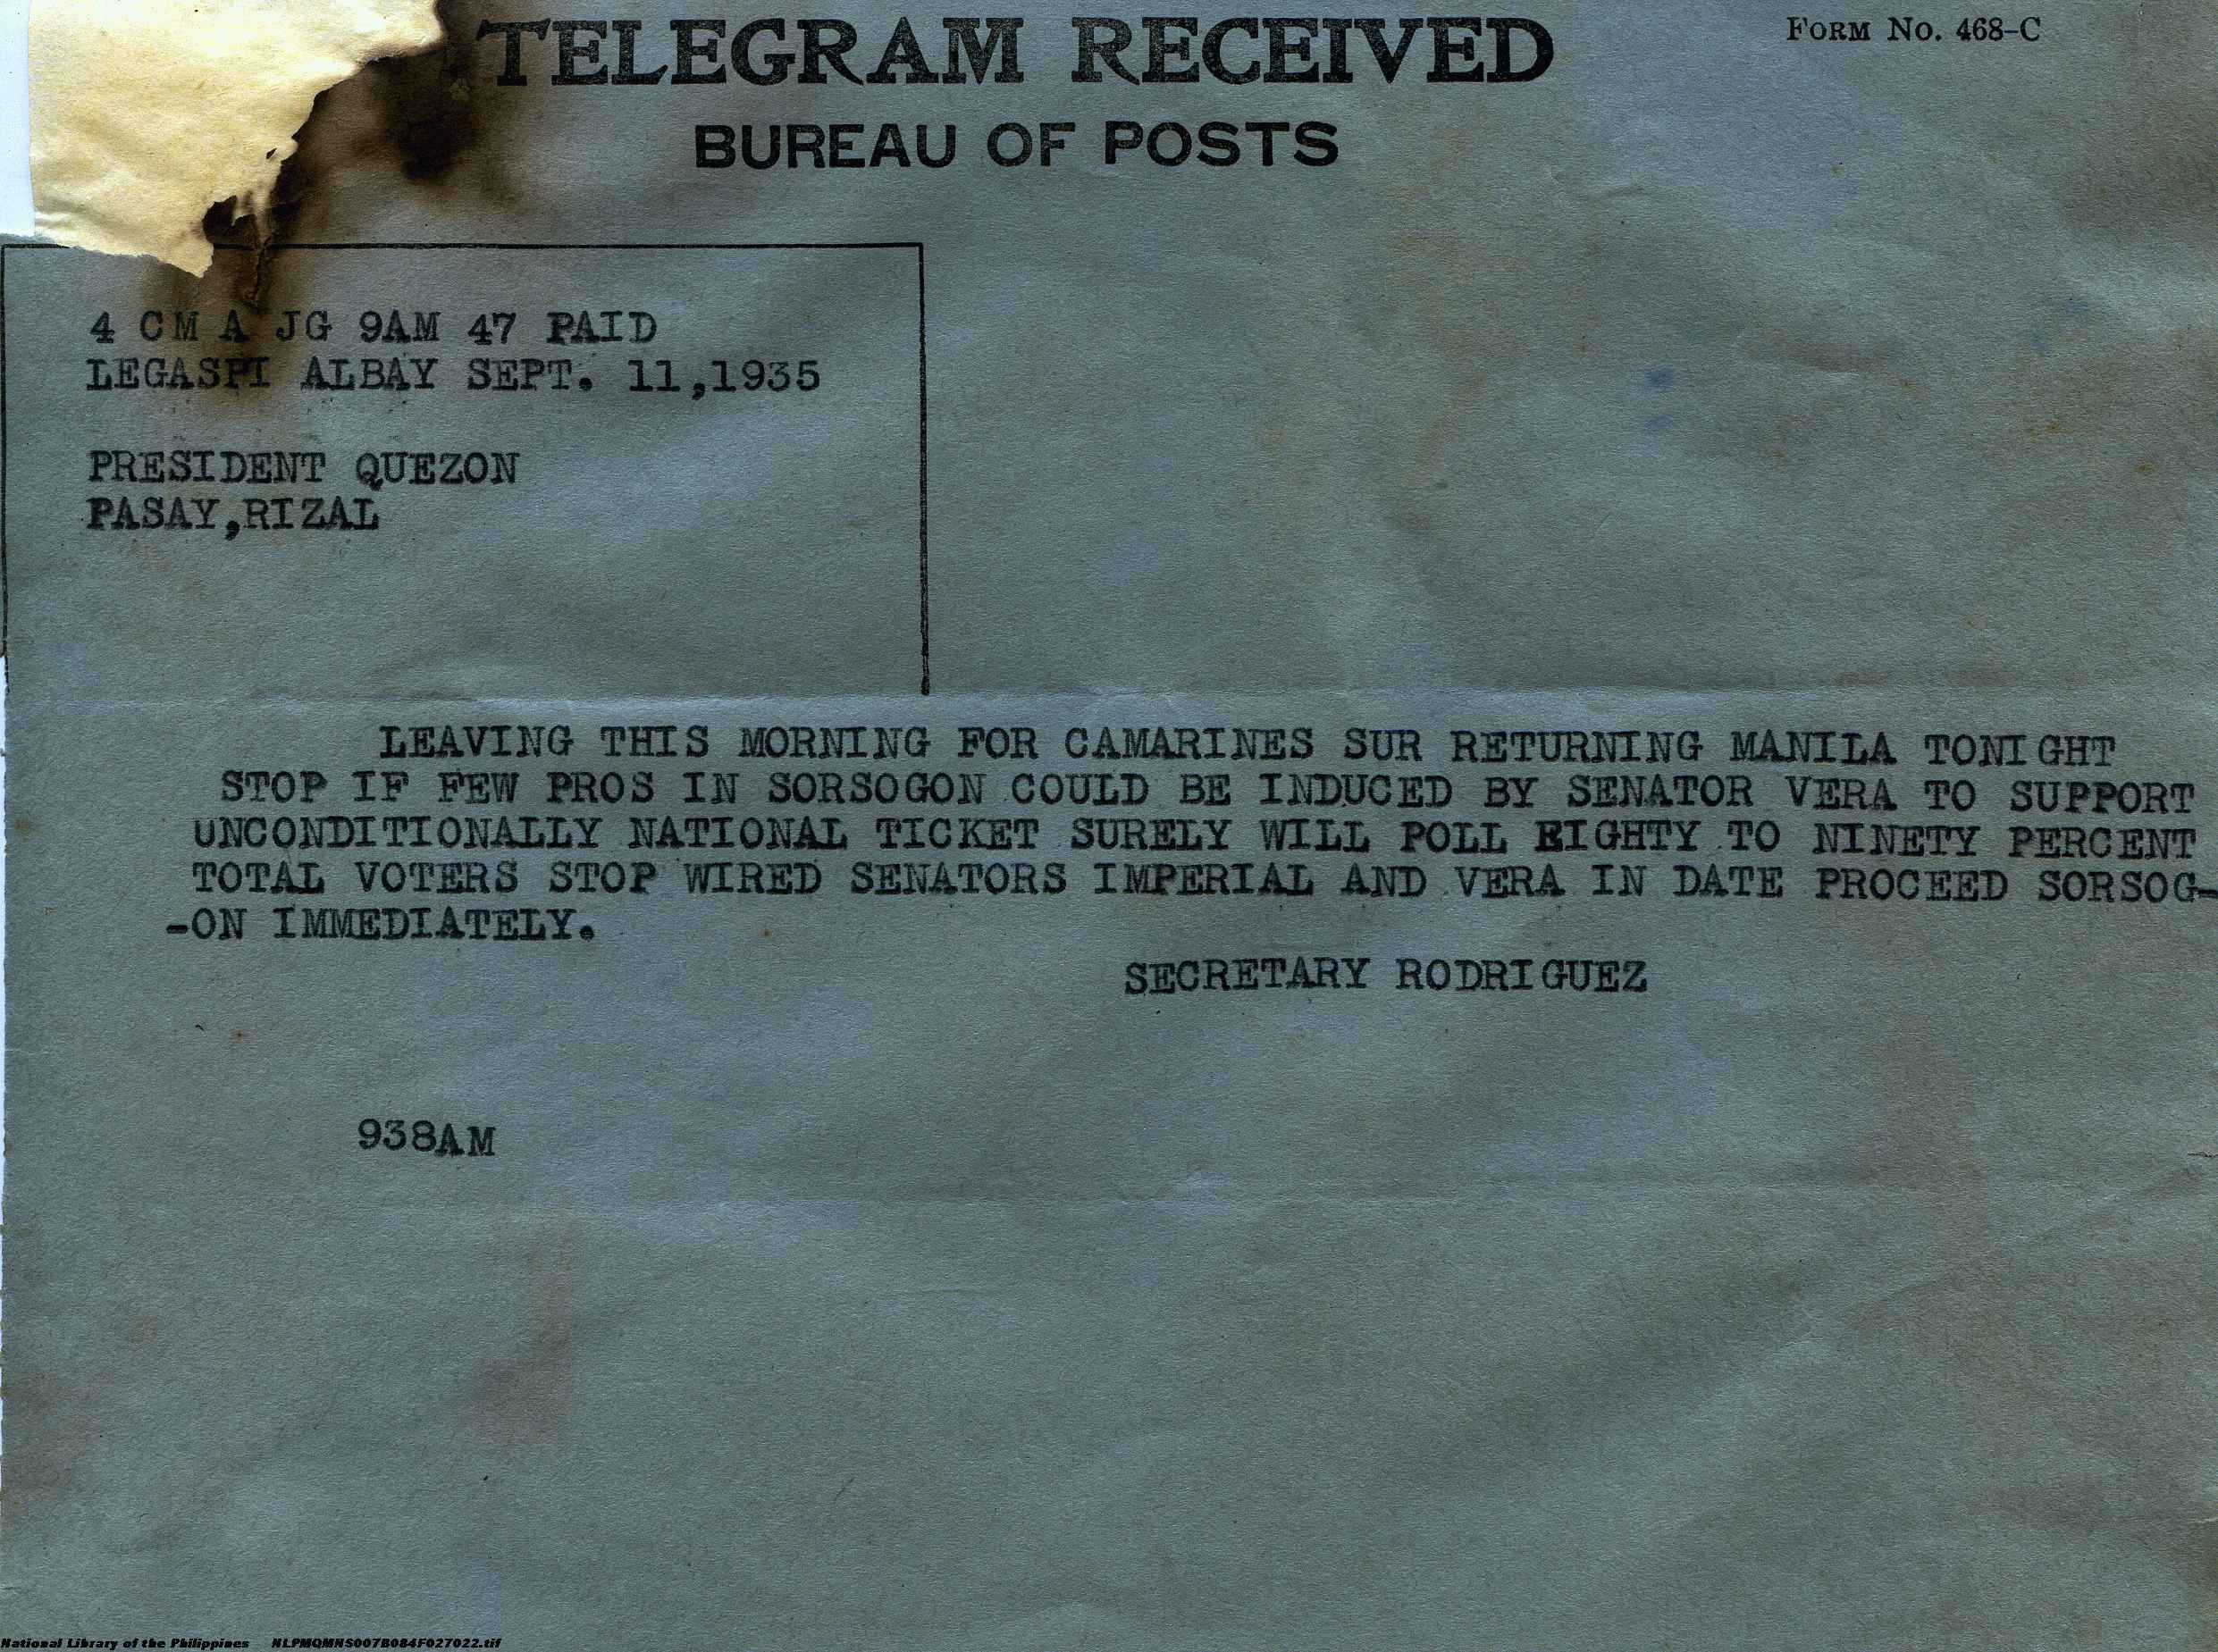 TELEGRAM RECEIVED
FORM NO. 468-C
BUREAU OF POSTS
4 CM A JG 9AM 47 PAID
LEGASPI ALBAY SEPT. 11,1935
PRESIDENT QUEZON
PASAY,RIZAL
LEAVING THIS MORNING FOR CAMARINES SUR RETURNING MANILA TONIGHT
STOP IF FEW PROS IN SORSOGON COULD BE INDUCED BY SENATOR VERA TO SUPPORT
UNCONDITIONALLY NATIONAL TICKET SURELY WILL POLL EIGHTY TO NINETY PERCENT
TOTAL VOTERS STOP WIRED SENATORS IMPERIAL AND VERA IN DATE PROCEED SORSOG-
-ON IMMEDIATELY.
SECRETARY RODRIGUEZ
938AM
National Library of the Philippines NLPMQMNS007B084F027022.tif